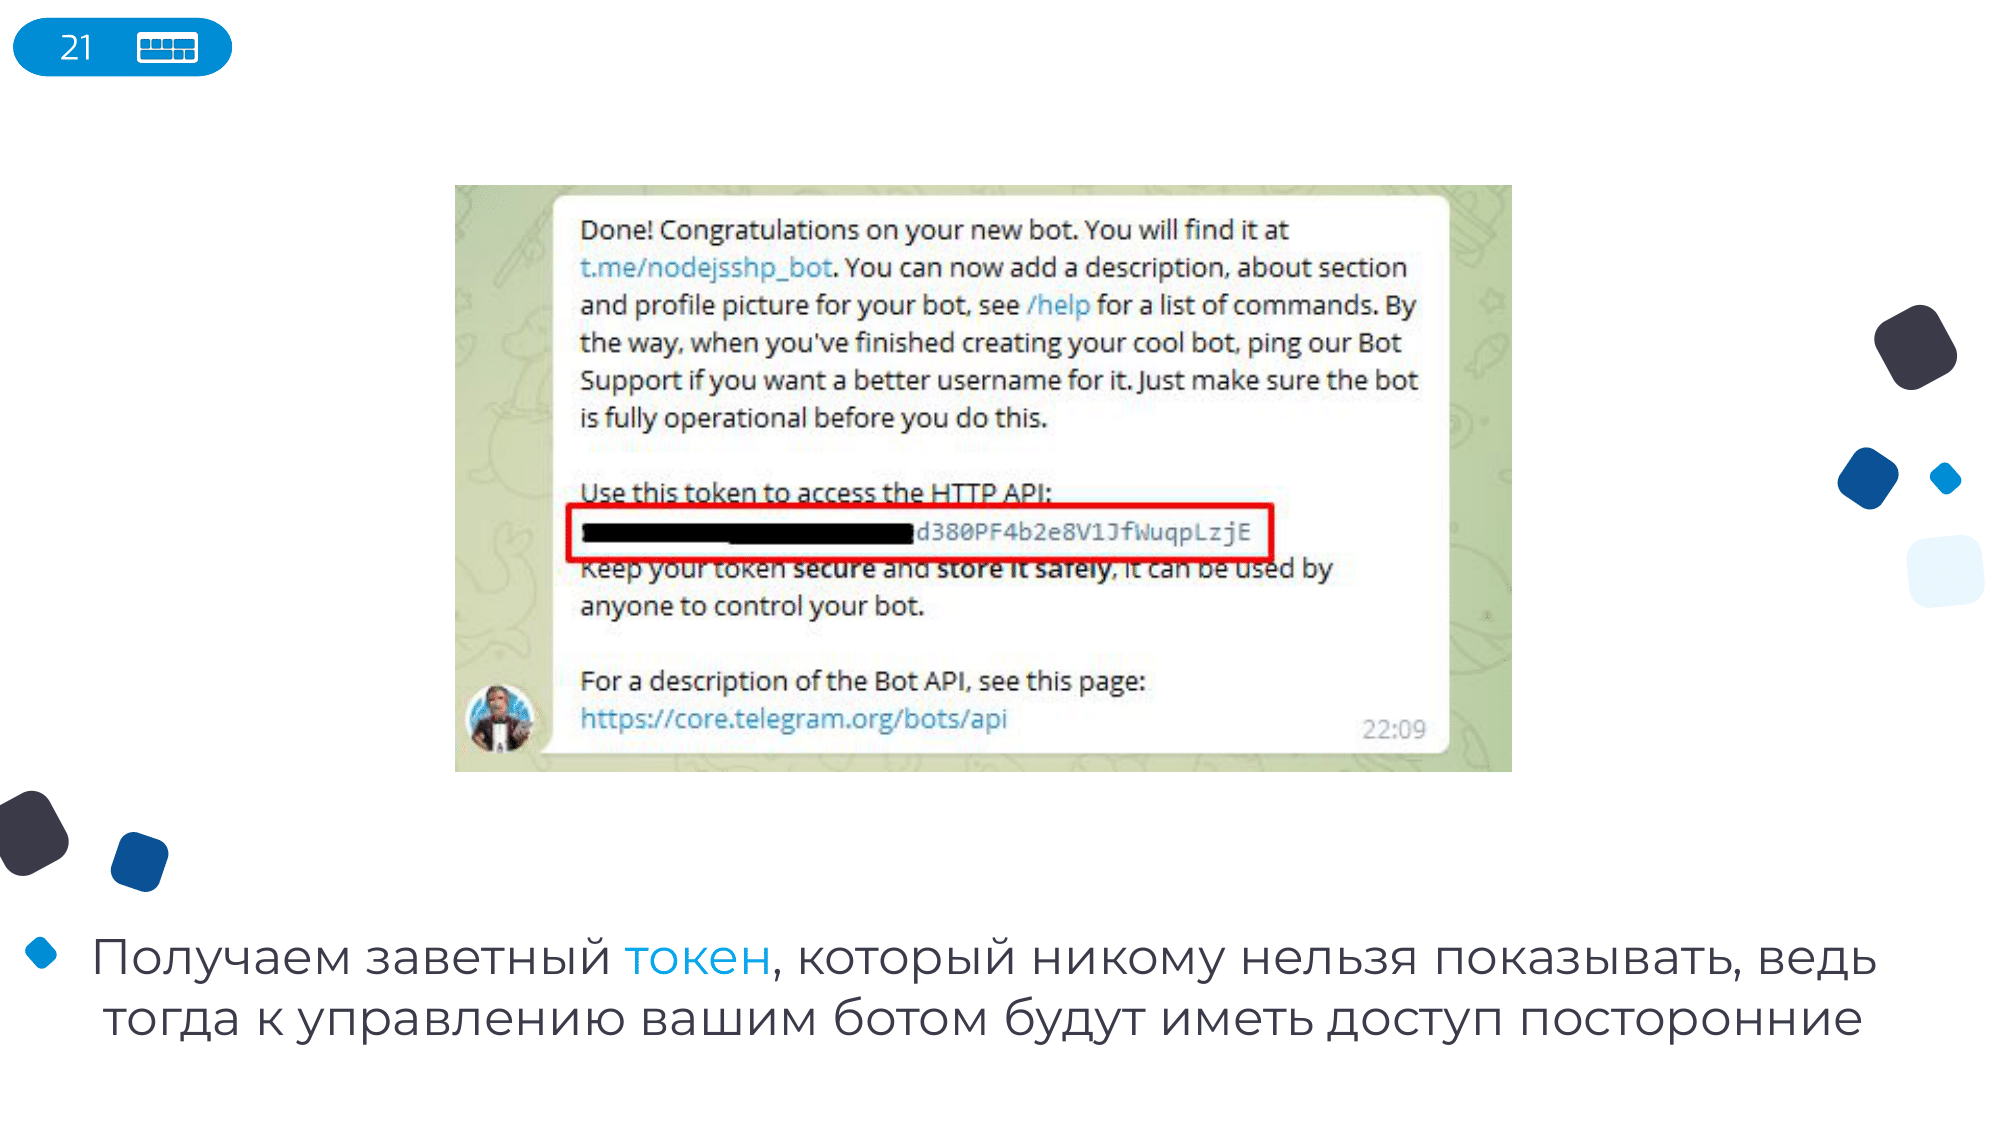 21
Done! Congratulations on your new bot. You will find it at
t.me/nodejsshp_bot. You can now add a description, about section
and profile picture for your bot, see /help for a list of commands. By
the way, when you've finished creating your cool bot, ping our Bot
Support if you want a better username for it. Just make sure the bot
is fully operational before you do this.
Use this token to access the HTTP API:
d380PF4b2e8V1JfWuqpLzjE
Keep your token secure and store it safely, it can be used by
anyone to control your bot.
For a description of the Bot API, see this page:
https://core.telegram.org/bots/api
22:09
Получаем заветный токен, который никому нельзя показывать, ведь
тогда к управлению вашим ботом будут иметь доступ посторонние